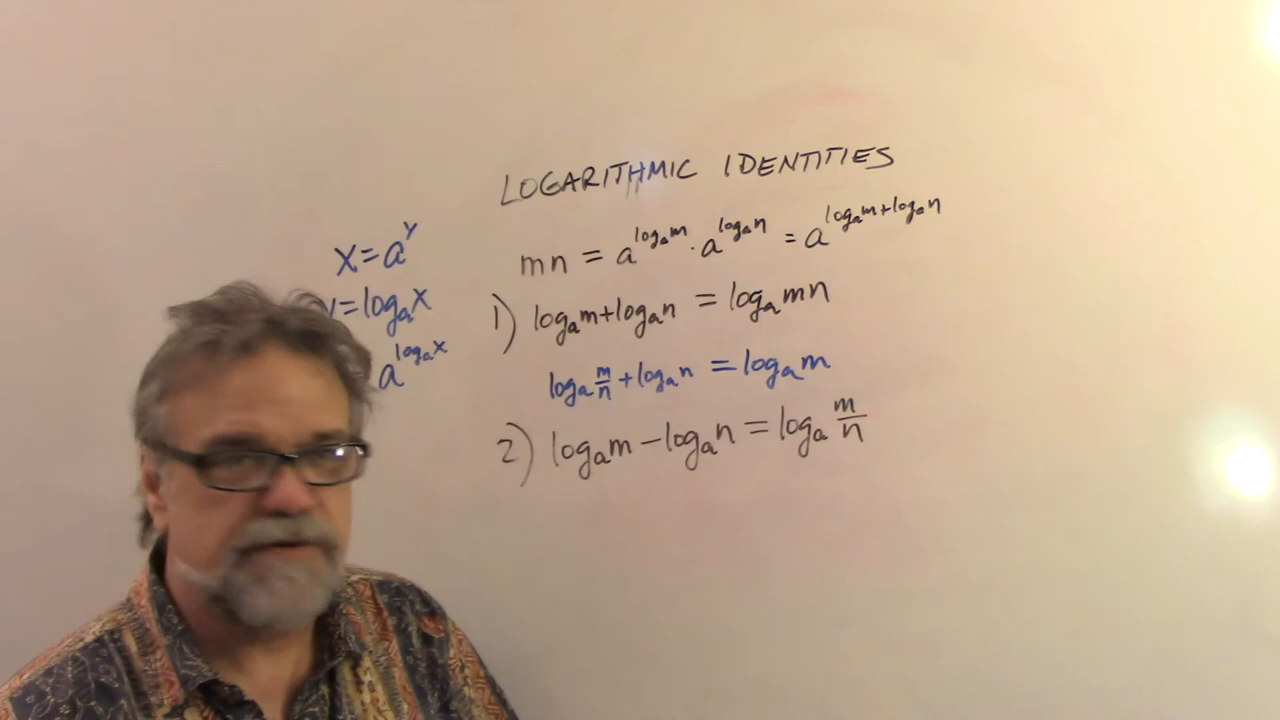 LOGARITHMIC IDENTITIES
x = a^y
y = log_a x
a^{log_a x}
mn = a^{log_a m} · a^{log_a n} = a^{log_a m + log_a n}
1) log_a m + log_a n = log_a mn
log_a m/n + log_a n = log_a m
2) log_a m - log_a n = log_a m/n